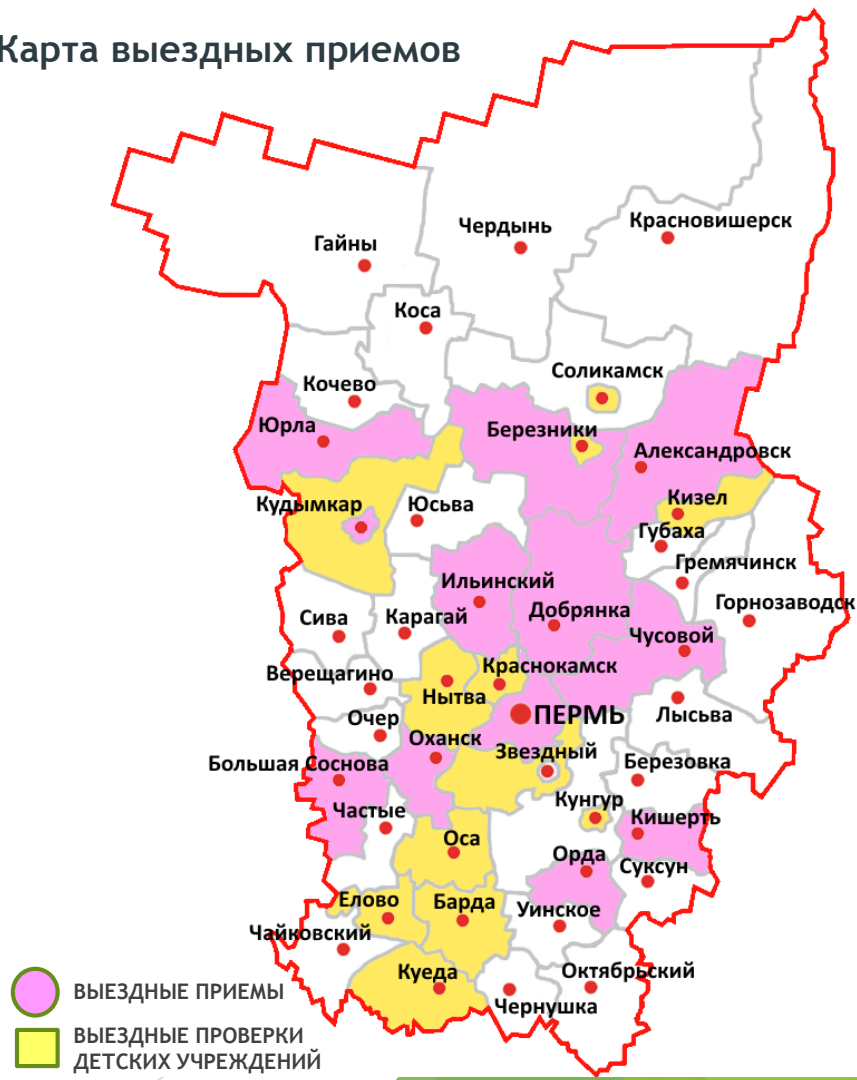 Карта выездных приемов
Чердынь
Красновишерск
Гайны
Коса
Соликамск
Кочево
Юрла
Березники
Александровск
Кизел
Кудымкар
Юсьва
Губаха
Гремячинск
Ильинский
Добрянка
Горнозаводск
Сива
Карагай
Чусовой
Верещагино
Краснокамск
Нытва
Очер
ПЕРМЬ
Лысьва
Оханск
Звездный
Большая Соснова
Березовка
Частые
Кунгур
Кишерть
Оса
Орда
Суксун
Елово
Барда
Уинское
Чайковский
Куеда
Октябрьский
Чернушка
ВЫЕЗДНЫЕ ПРИЕМЫ
ВЫЕЗДНЫЕ ПРОВЕРКИ
ДЕТСКИХ УЧРЕЖДЕНИЙ